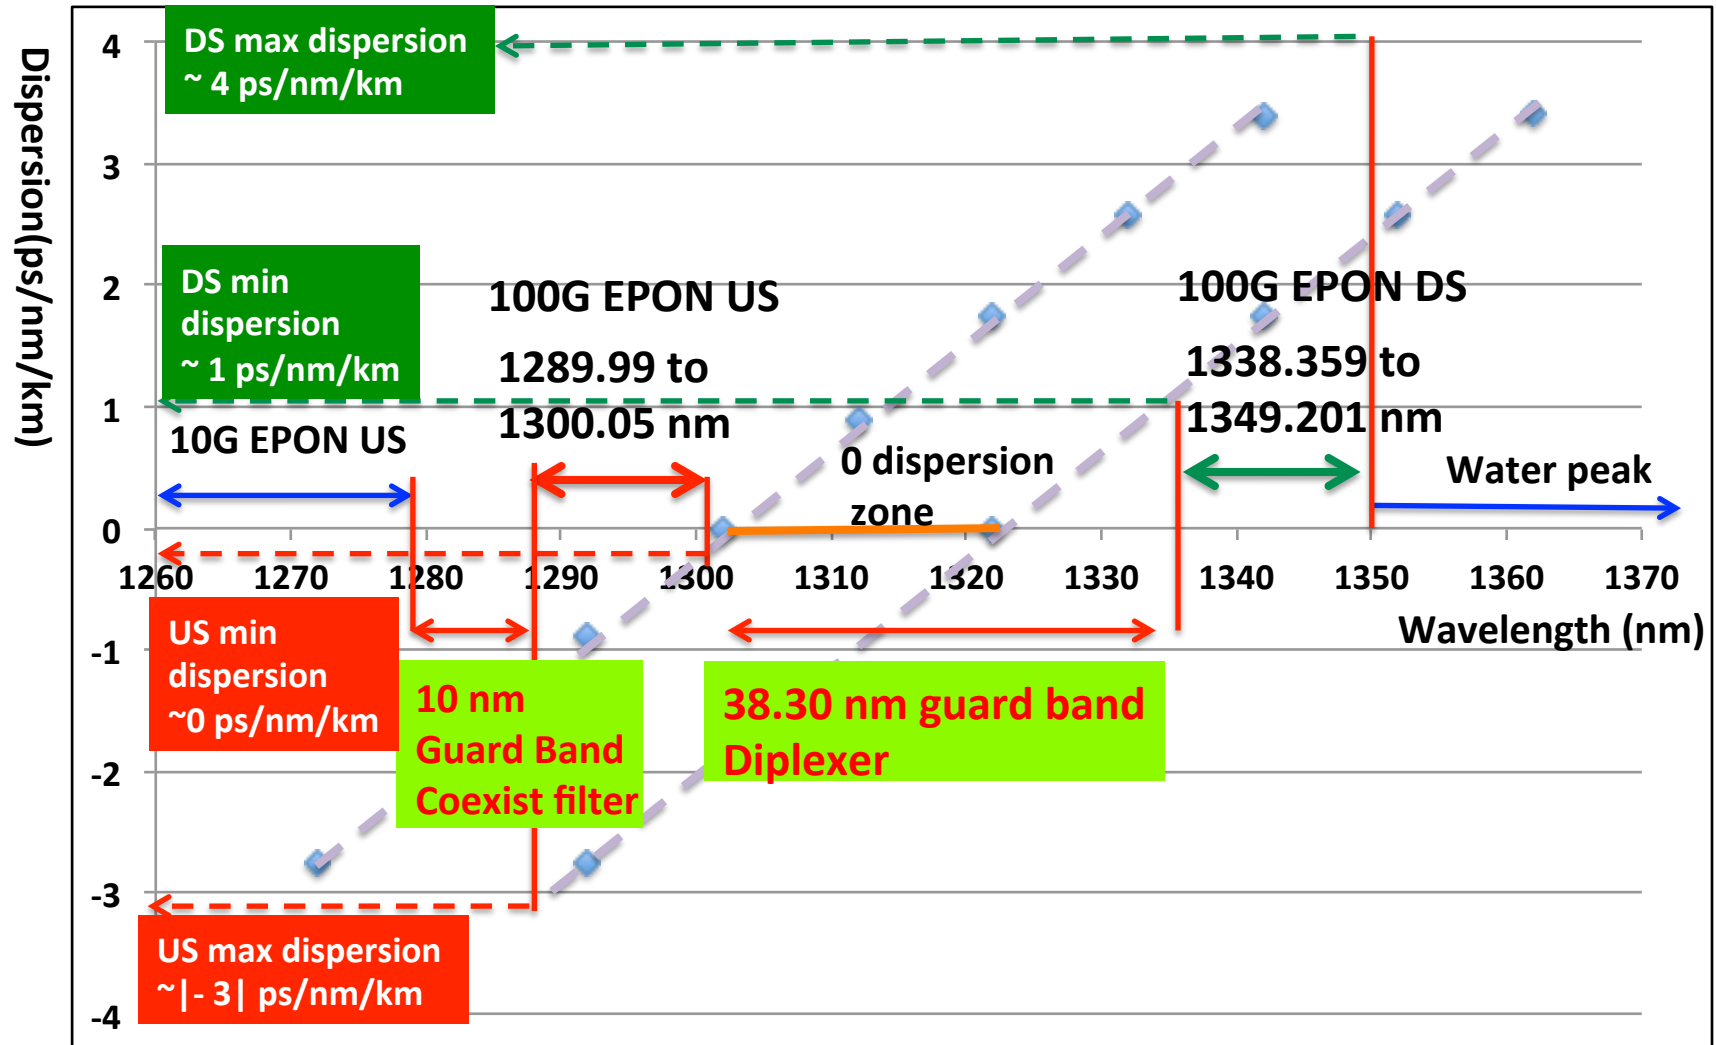 Dispersion(ps/nm/km)
4
3
2
1
0
-1
-2
-3
-4
DS max dispersion
~ 4 ps/nm/km
DS min
dispersion
~ 1 ps/nm/km
100G EPON US
1289.99 to
1300.05 nm
100G EPON DS
1338.359 to
1349.201 nm
10G EPON US
0 dispersion
zone
Water peak
1260 1270 1280 1290 1300 1310 1320 1330 1340 1350 1360 1370
Wavelength (nm)
US min
dispersion
~0 ps/nm/km
10 nm
Guard Band
Coexist filter
38.30 nm guard band
Diplexer
US max dispersion
~|- 3| ps/nm/km